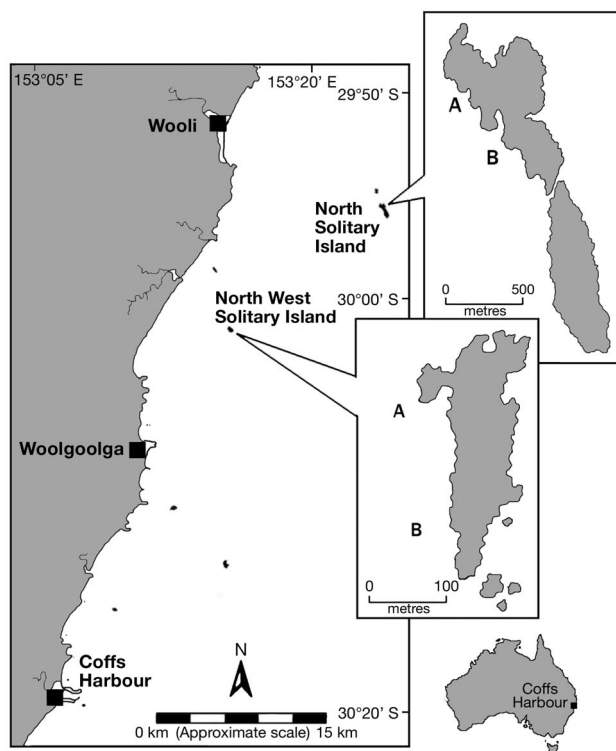 153°05' E
153°20' E
29°50' S
Wooli
North
Solitary
Island
North West
Solitary Island
30°00' S
Woolgoolga
Coffs
Harbour
N
0 km (Approximate scale) 15 km
30°20' S
A
B
0 500
metres
A
B
0 100
metres
Coffs
Harbour